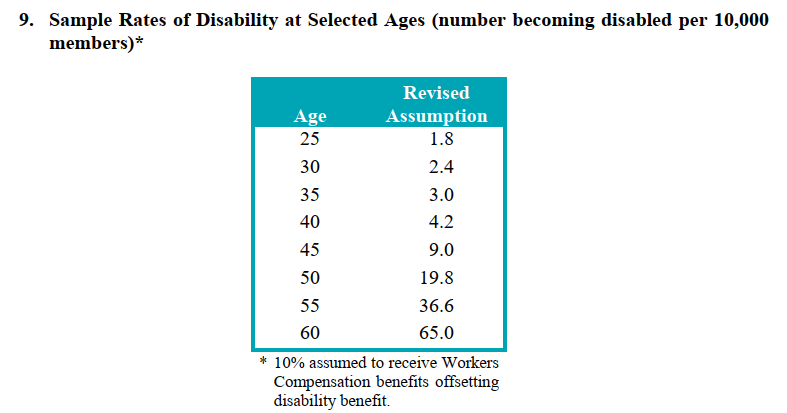 9. Sample Rates of Disability at Selected Ages (number becoming disabled per 10,000
members)*
Revised
Age Assumption
25 1.8
30 2.4
35 3.0
40 4.2
45 9.0
50 19.8
55 36.6
60 65.0
* 10% assumed to receive Workers
Compensation benefits offsetting
disability benefit.